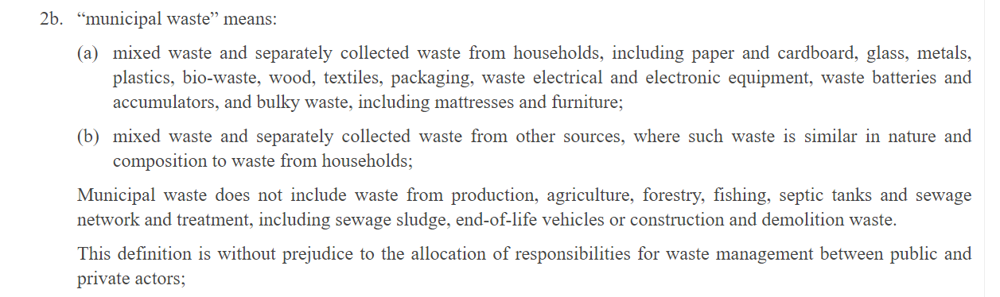 2b. “municipal waste” means:
(a) mixed waste and separately collected waste from households, including paper and cardboard, glass, metals,
plastics, bio-waste, wood, textiles, packaging, waste electrical and electronic equipment, waste batteries and
accumulators, and bulky waste, including mattresses and furniture;
(b) mixed waste and separately collected waste from other sources, where such waste is similar in nature and
composition to waste from households;
Municipal waste does not include waste from production, agriculture, forestry, fishing, septic tanks and sewage
network and treatment, including sewage sludge, end-of-life vehicles or construction and demolition waste.
This definition is without prejudice to the allocation of responsibilities for waste management between public and
private actors;